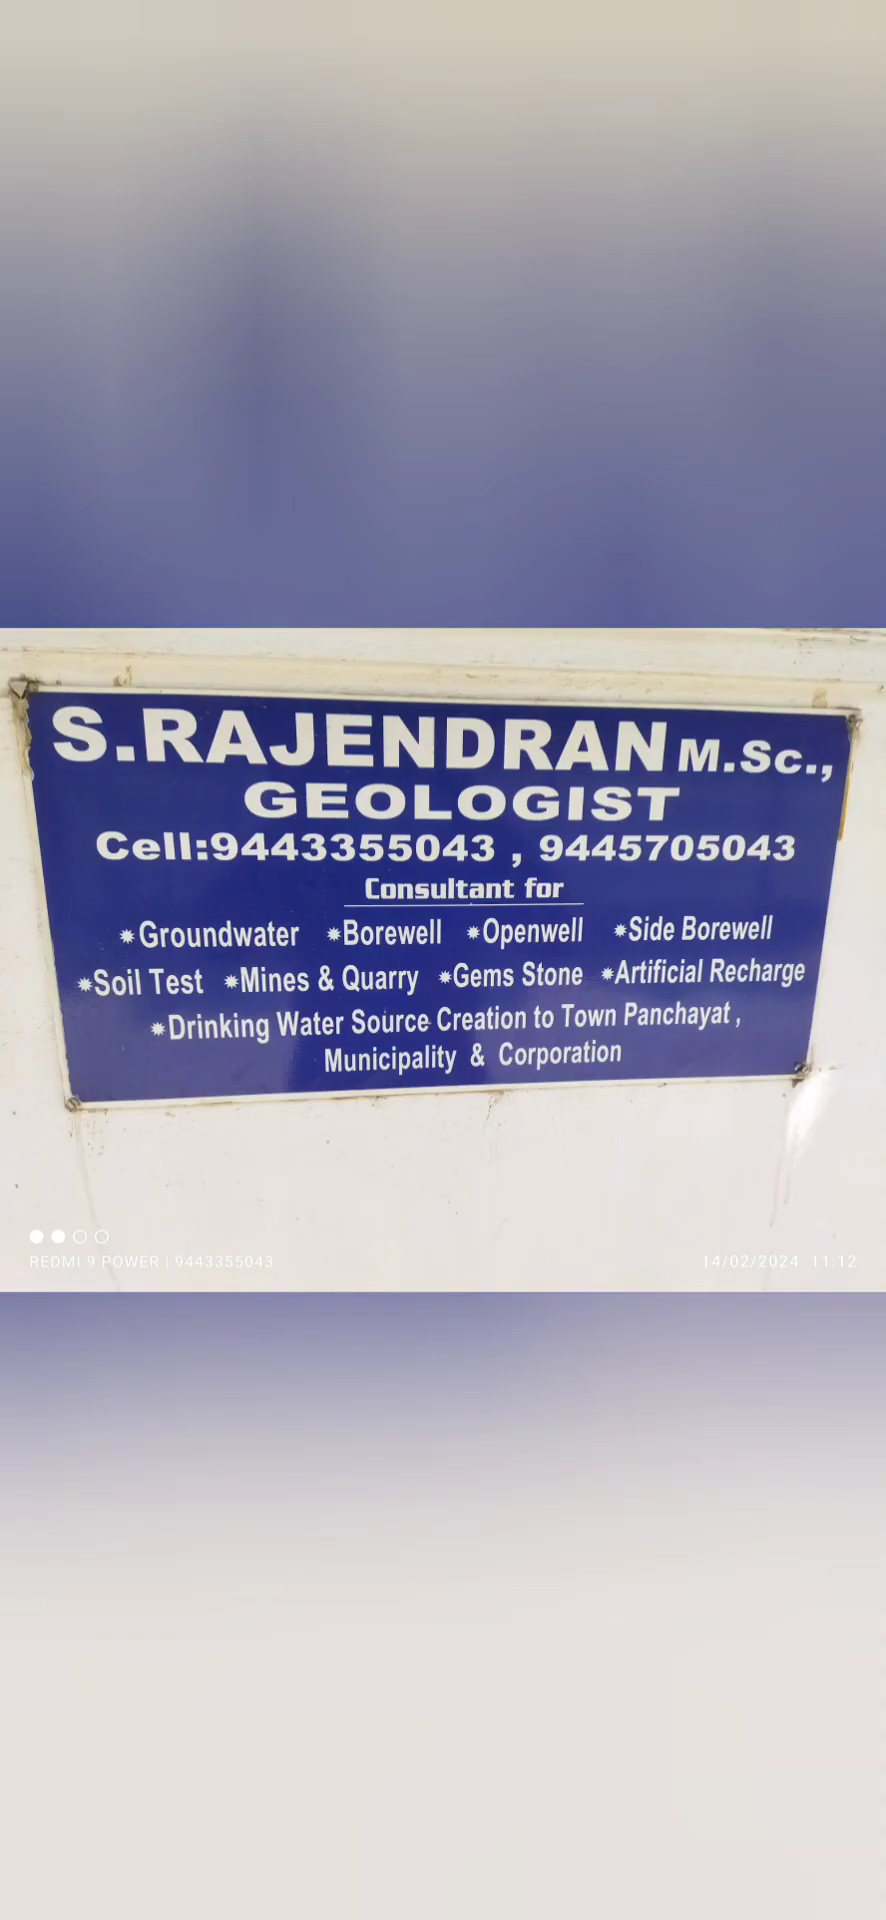 S.RAJENDRAN M.Sc.,
GEOLOGIST
Cell:9443355043 , 9445705043
Consultant for
✷Groundwater ✷Borewell ✷Openwell ✷Side Borewell
✷Soil Test ✷Mines & Quarry ✷Gems Stone ✷Artificial Recharge
✷Drinking Water Source Creation to Town Panchayat ,
Municipality & Corporation
REDMI 9 POWER | 9443355043 14/02/2024 11:12